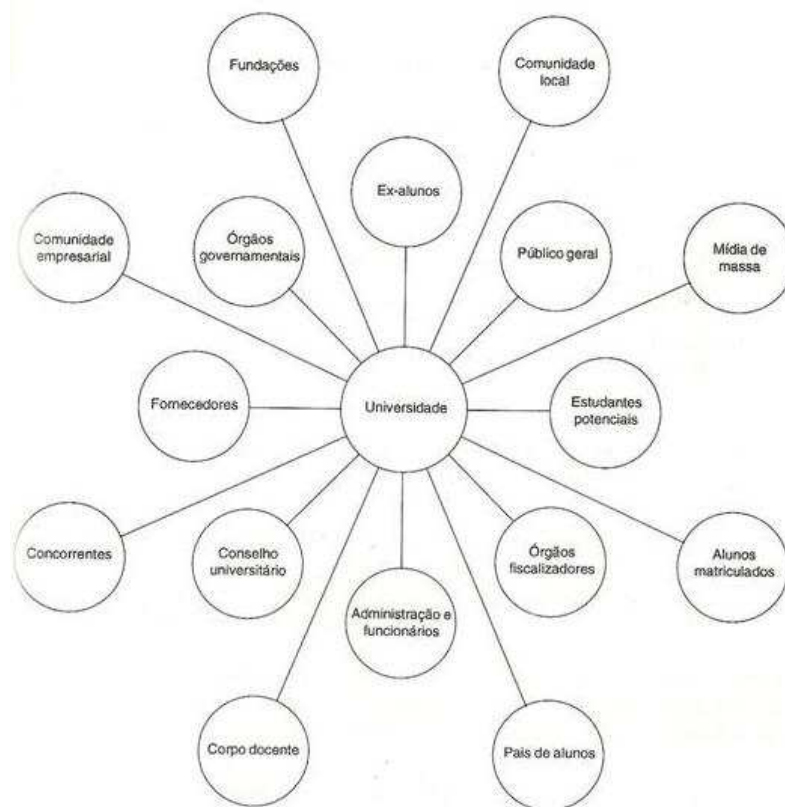 Fundações
Comunidade
local
Ex-alunos
Comunidade
empresarial
Órgãos
governamentais
Público geral
Mídia de
massa
Fornecedores
Universidade
Estudantes
potenciais
Concorrentes
Conselho
universitário
Órgãos
fiscalizadores
Alunos
matriculados
Administração e
funcionários
Corpo docente
Pais de alunos